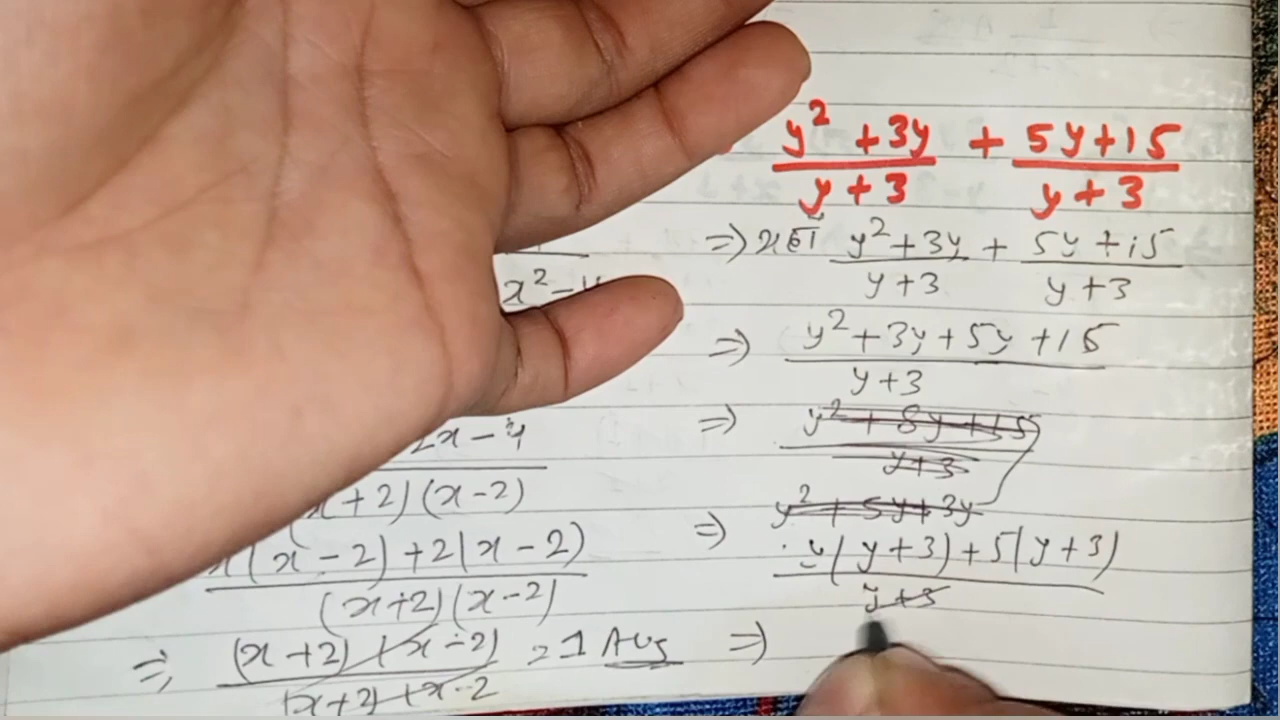 y² + 3y / y + 3 + 5y + 15 / y + 3
=> y² + 3y / y + 3 + 5y + 15 / y + 3
x² -
=> y² + 3y + 5y + 15 / y + 3
=> y² + 8y + 15 / y + 3
y² + 5y + 3y
2x - 4 / + 2) (x - 2)
=> y(y + 3) + 5(y + 3) / y + 3
x(x - 2) + 2(x - 2) / (x + 2) (x - 2)
=> (x + 2) (x - 2) / (x + 2) (x - 2 = 1 Ans
=>